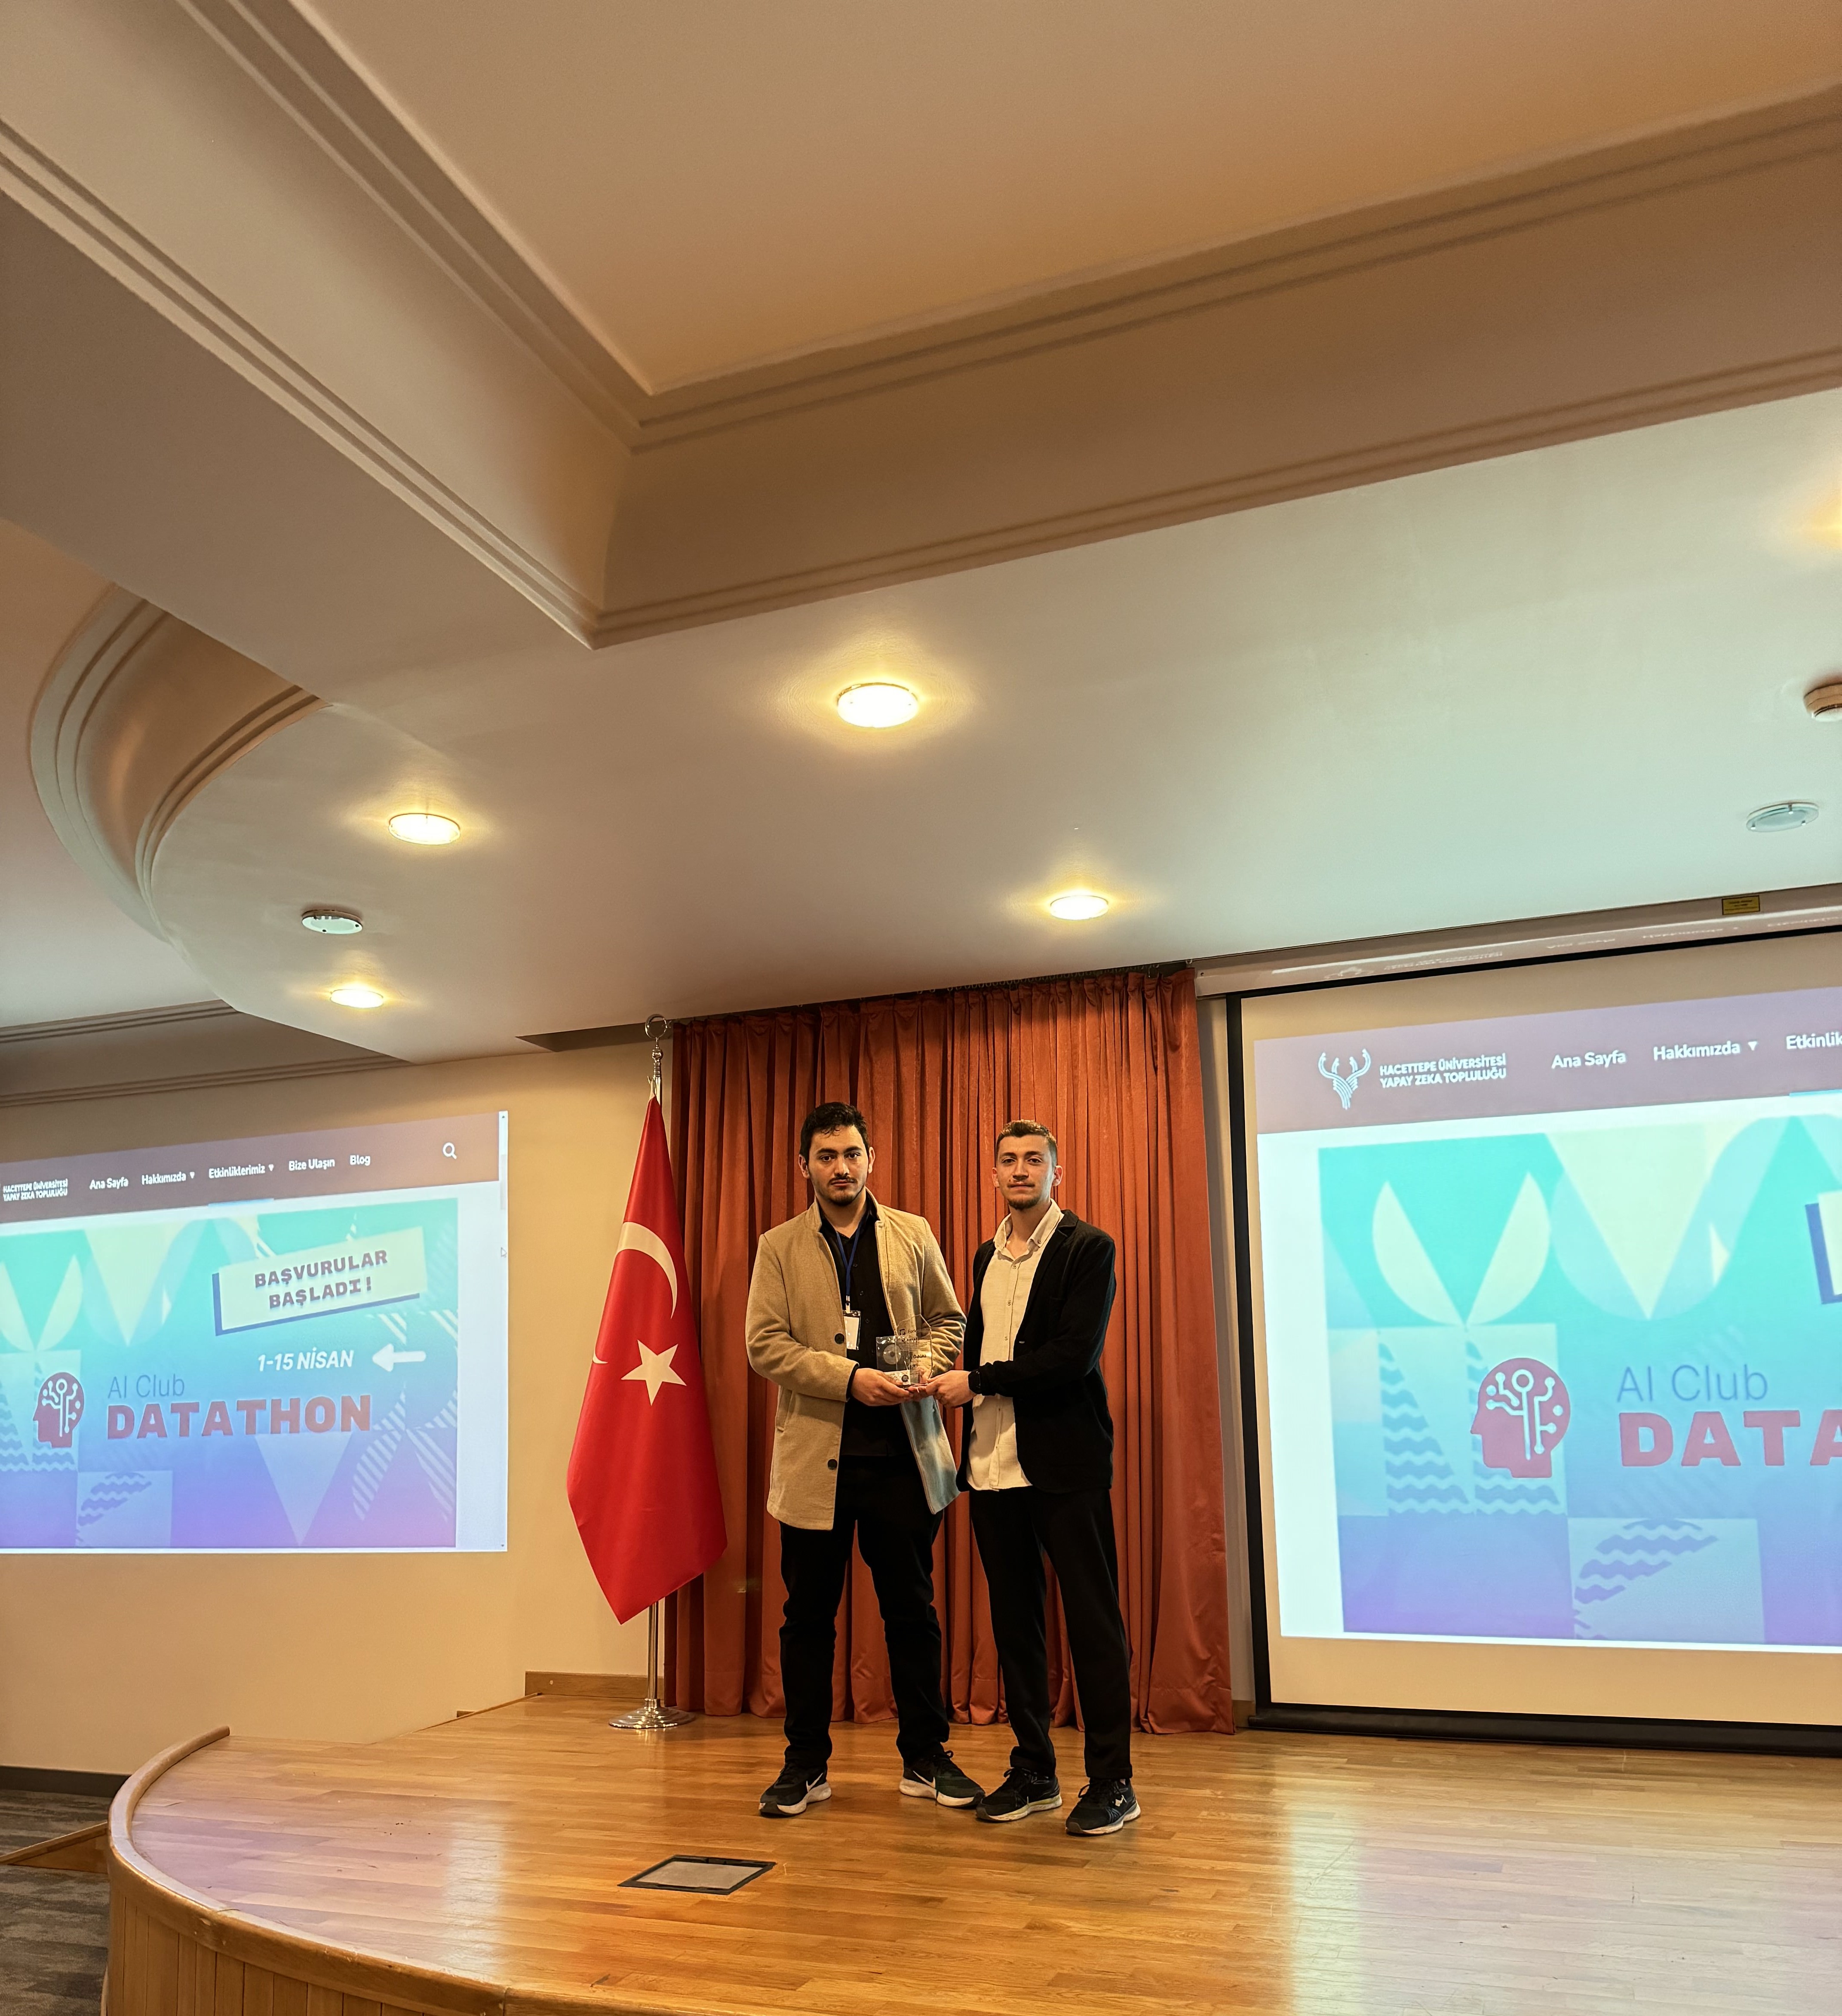 HACETTEPE ÜNİVERSİTESİ
YAPAY ZEKA TOPLULUĞU
Ana Sayfa
Hakkımızda
Etkinliklerimiz
Bize Ulaşın
Blog
BAŞVURULAR
BAŞLADI!
1-15 NİSAN
AI Club
DATATHON
HACETTEPE ÜNİVERSİTESİ
YAPAY ZEKA TOPLULUĞU
Ana Sayfa
Hakkımızda
Etkinlik
AI Club
DATA